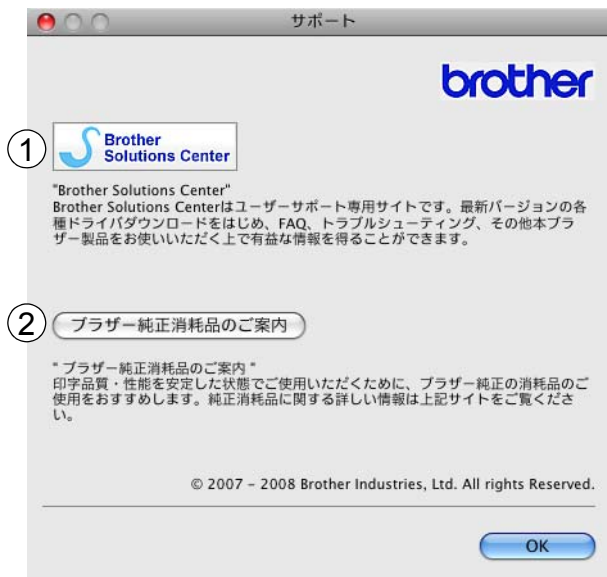 サポート
brother
1
Brother
Solutions Center
"Brother Solutions Center"
Brother Solutions Centerはユーザーサポート専用サイトです。最新バージョンの各
種ドライバダウンロードをはじめ、FAQ、トラブルシューティング、その他本ブラ
ザー製品をお使いいただく上で有益な情報を得ることができます。
2
ブラザー純正消耗品のご案内
" ブラザー純正消耗品のご案内 "
印字品質・性能を安定した状態でご使用いただくために、ブラザー純正の消耗品のご
使用をおすすめします。純正消耗品に関する詳しい情報は上記サイトをご覧くださ
い。
© 2007 – 2008 Brother Industries, Ltd. All rights Reserved.
OK